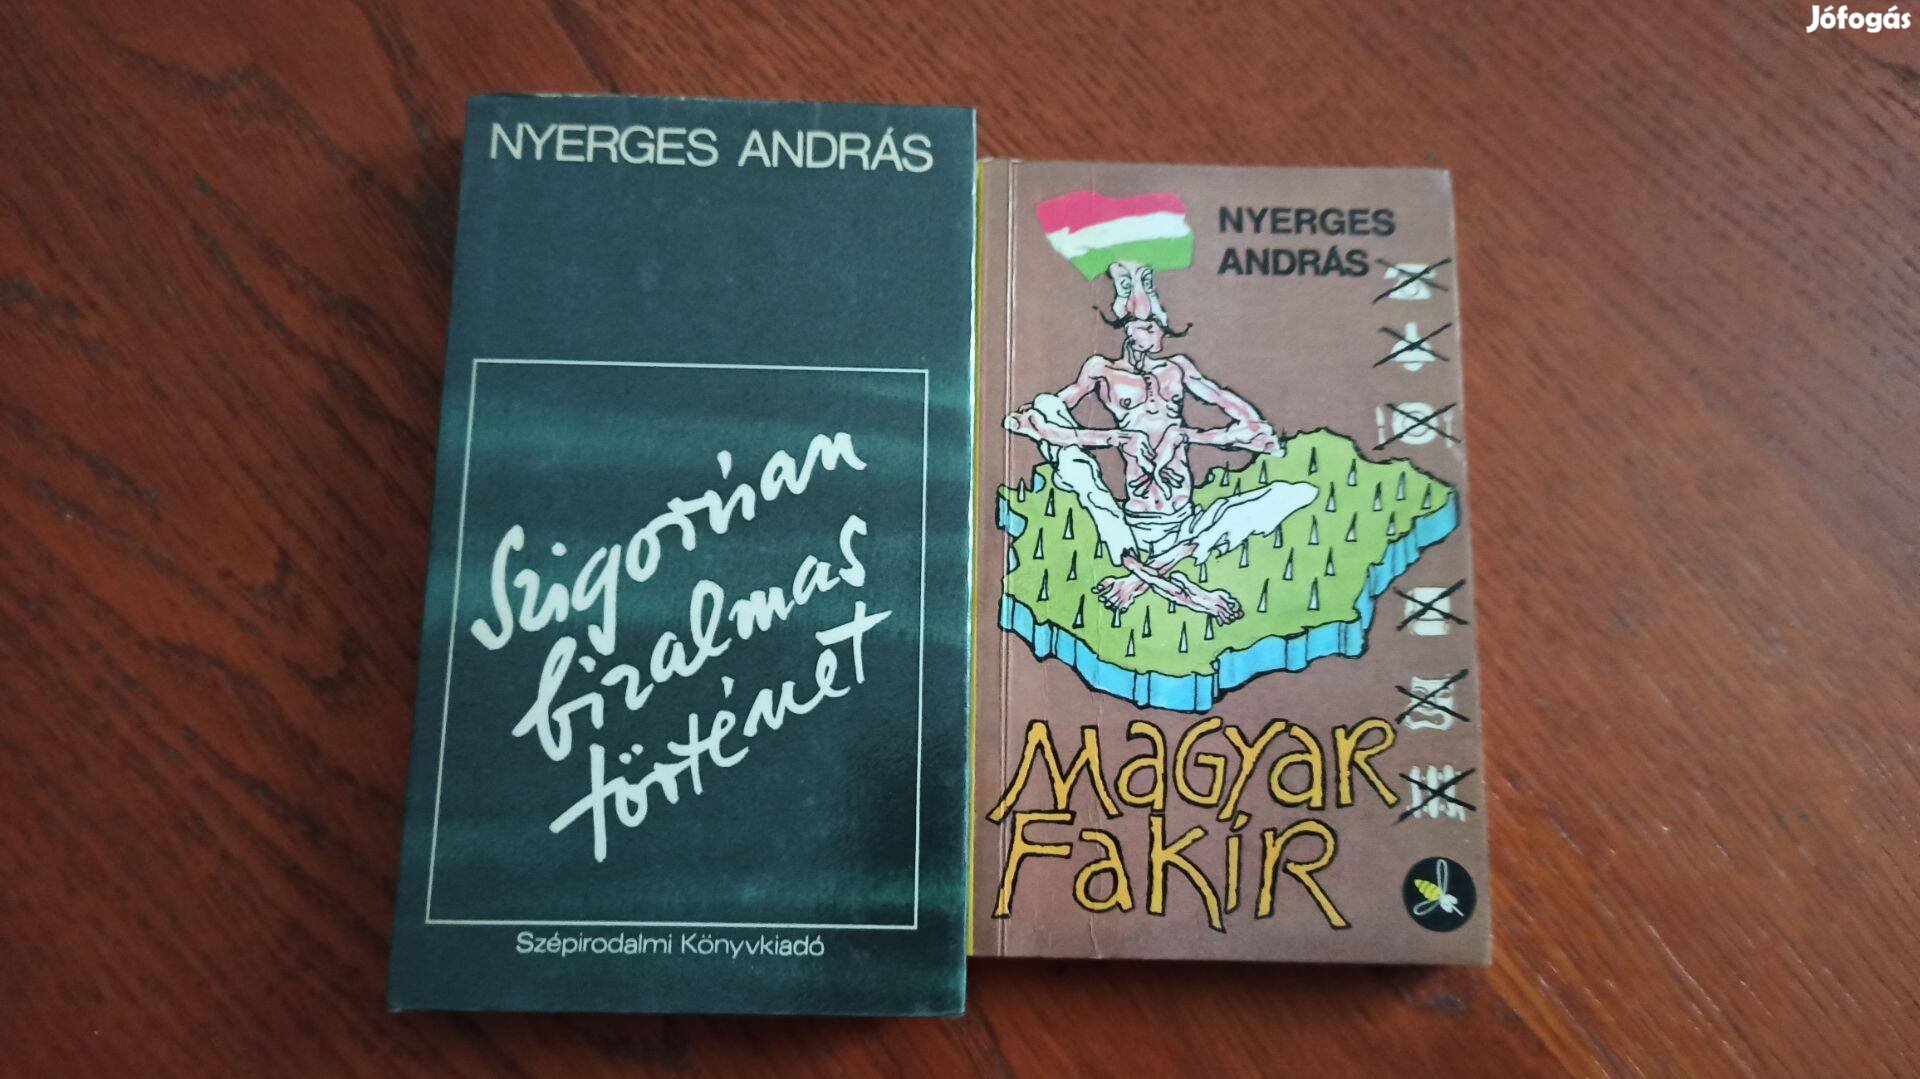 Jófogás
NYERGES ANDRÁS
Szigorúan
bizalmas
történet
Szépirodalmi Könyvkiadó
NYERGES
ANDRÁS
MAGYAR
FAKÍR